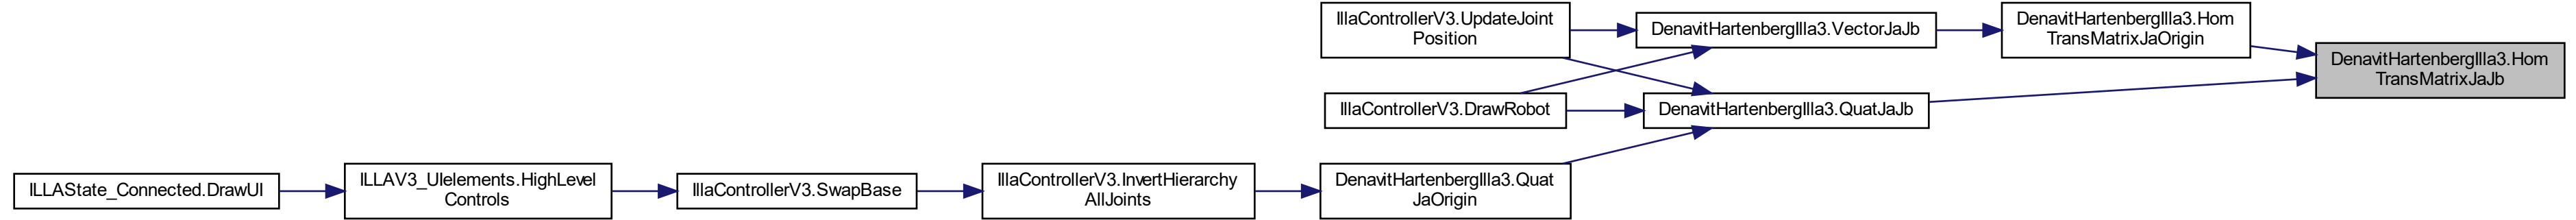 IllaControllerV3.UpdateJoint
Position
DenavitHartenbergIlla3.VectorJaJb
DenavitHartenbergIlla3.Hom
TransMatrixJaOrigin
DenavitHartenbergIlla3.Hom
TransMatrixJaJb
IllaControllerV3.DrawRobot
DenavitHartenbergIlla3.QuatJaJb
ILLAState_Connected.DrawUI
ILLAV3_UIelements.HighLevel
Controls
IllaControllerV3.SwapBase
IllaControllerV3.InvertHierarchy
AllJoints
DenavitHartenbergIlla3.Quat
JaOrigin